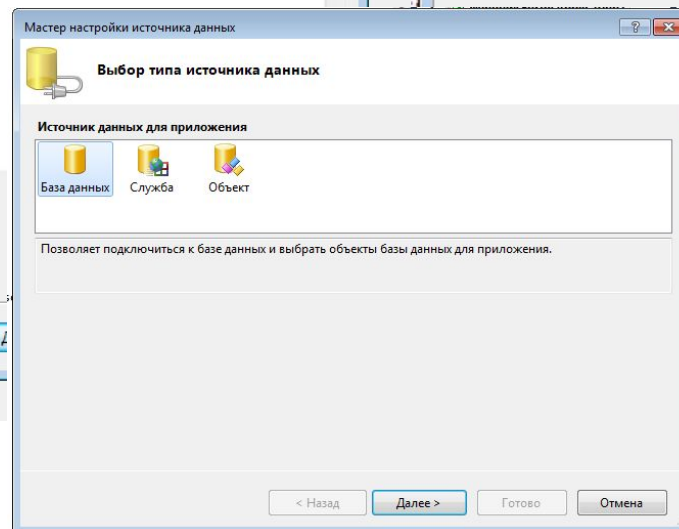 Мастер настройки источника данных
Выбор типа источника данных
Источник данных для приложения
База данных Служба Объект
Позволяет подключиться к базе данных и выбрать объекты базы данных для приложения.
< Назад Далее > Готово Отмена